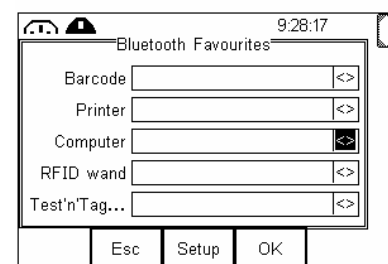 9:28:17
Bluetooth Favourites
Barcode <>
Printer <>
Computer <>
RFID wand <>
Test'n'Tag... <>
Esc Setup OK